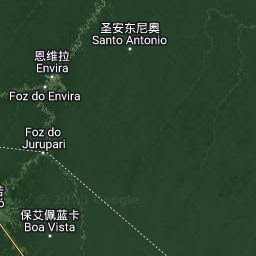 圣安东尼奥
Santo Antonio
恩维拉
Envira
Foz do Envira
Foz do
Jurupari
保艾佩蓝卡
Boa Vista
Google